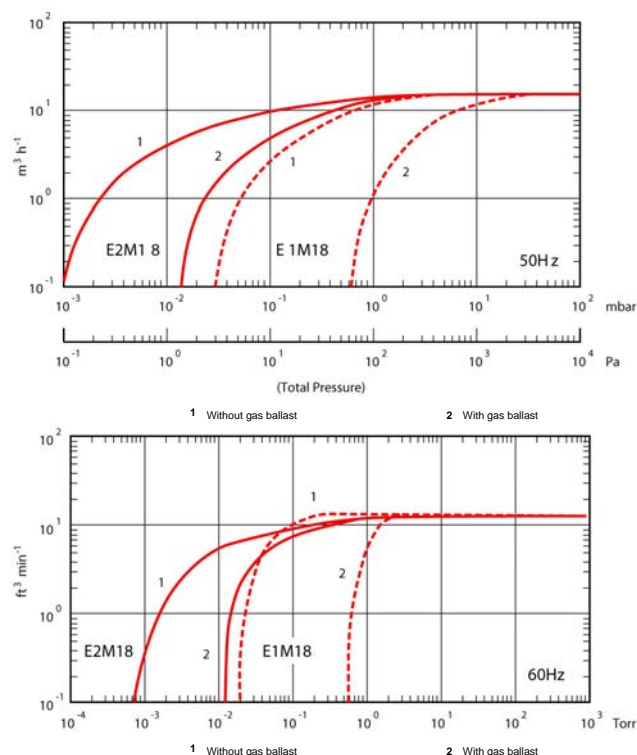 10²
10¹
m³ h⁻¹
10⁰
10⁻¹
1
2
1
2
E2M1 8
E 1M18
50Hz
10⁻³ 10⁻² 10⁻¹ 10⁰ 10¹ 10² mbar
10⁻¹ 10⁰ 10¹ 10² 10³ 10⁴ Pa
(Total Pressure)
1 Without gas ballast 2 With gas ballast
10²
10¹
ft³ min⁻¹
10⁰
10⁻¹
1
1
2
2
E2M18
E1M18
60Hz
10⁻⁴ 10⁻³ 10⁻² 10⁻¹ 10⁰ 10¹ 10² 10³ Torr
1 Without gas ballast 2 With gas ballast